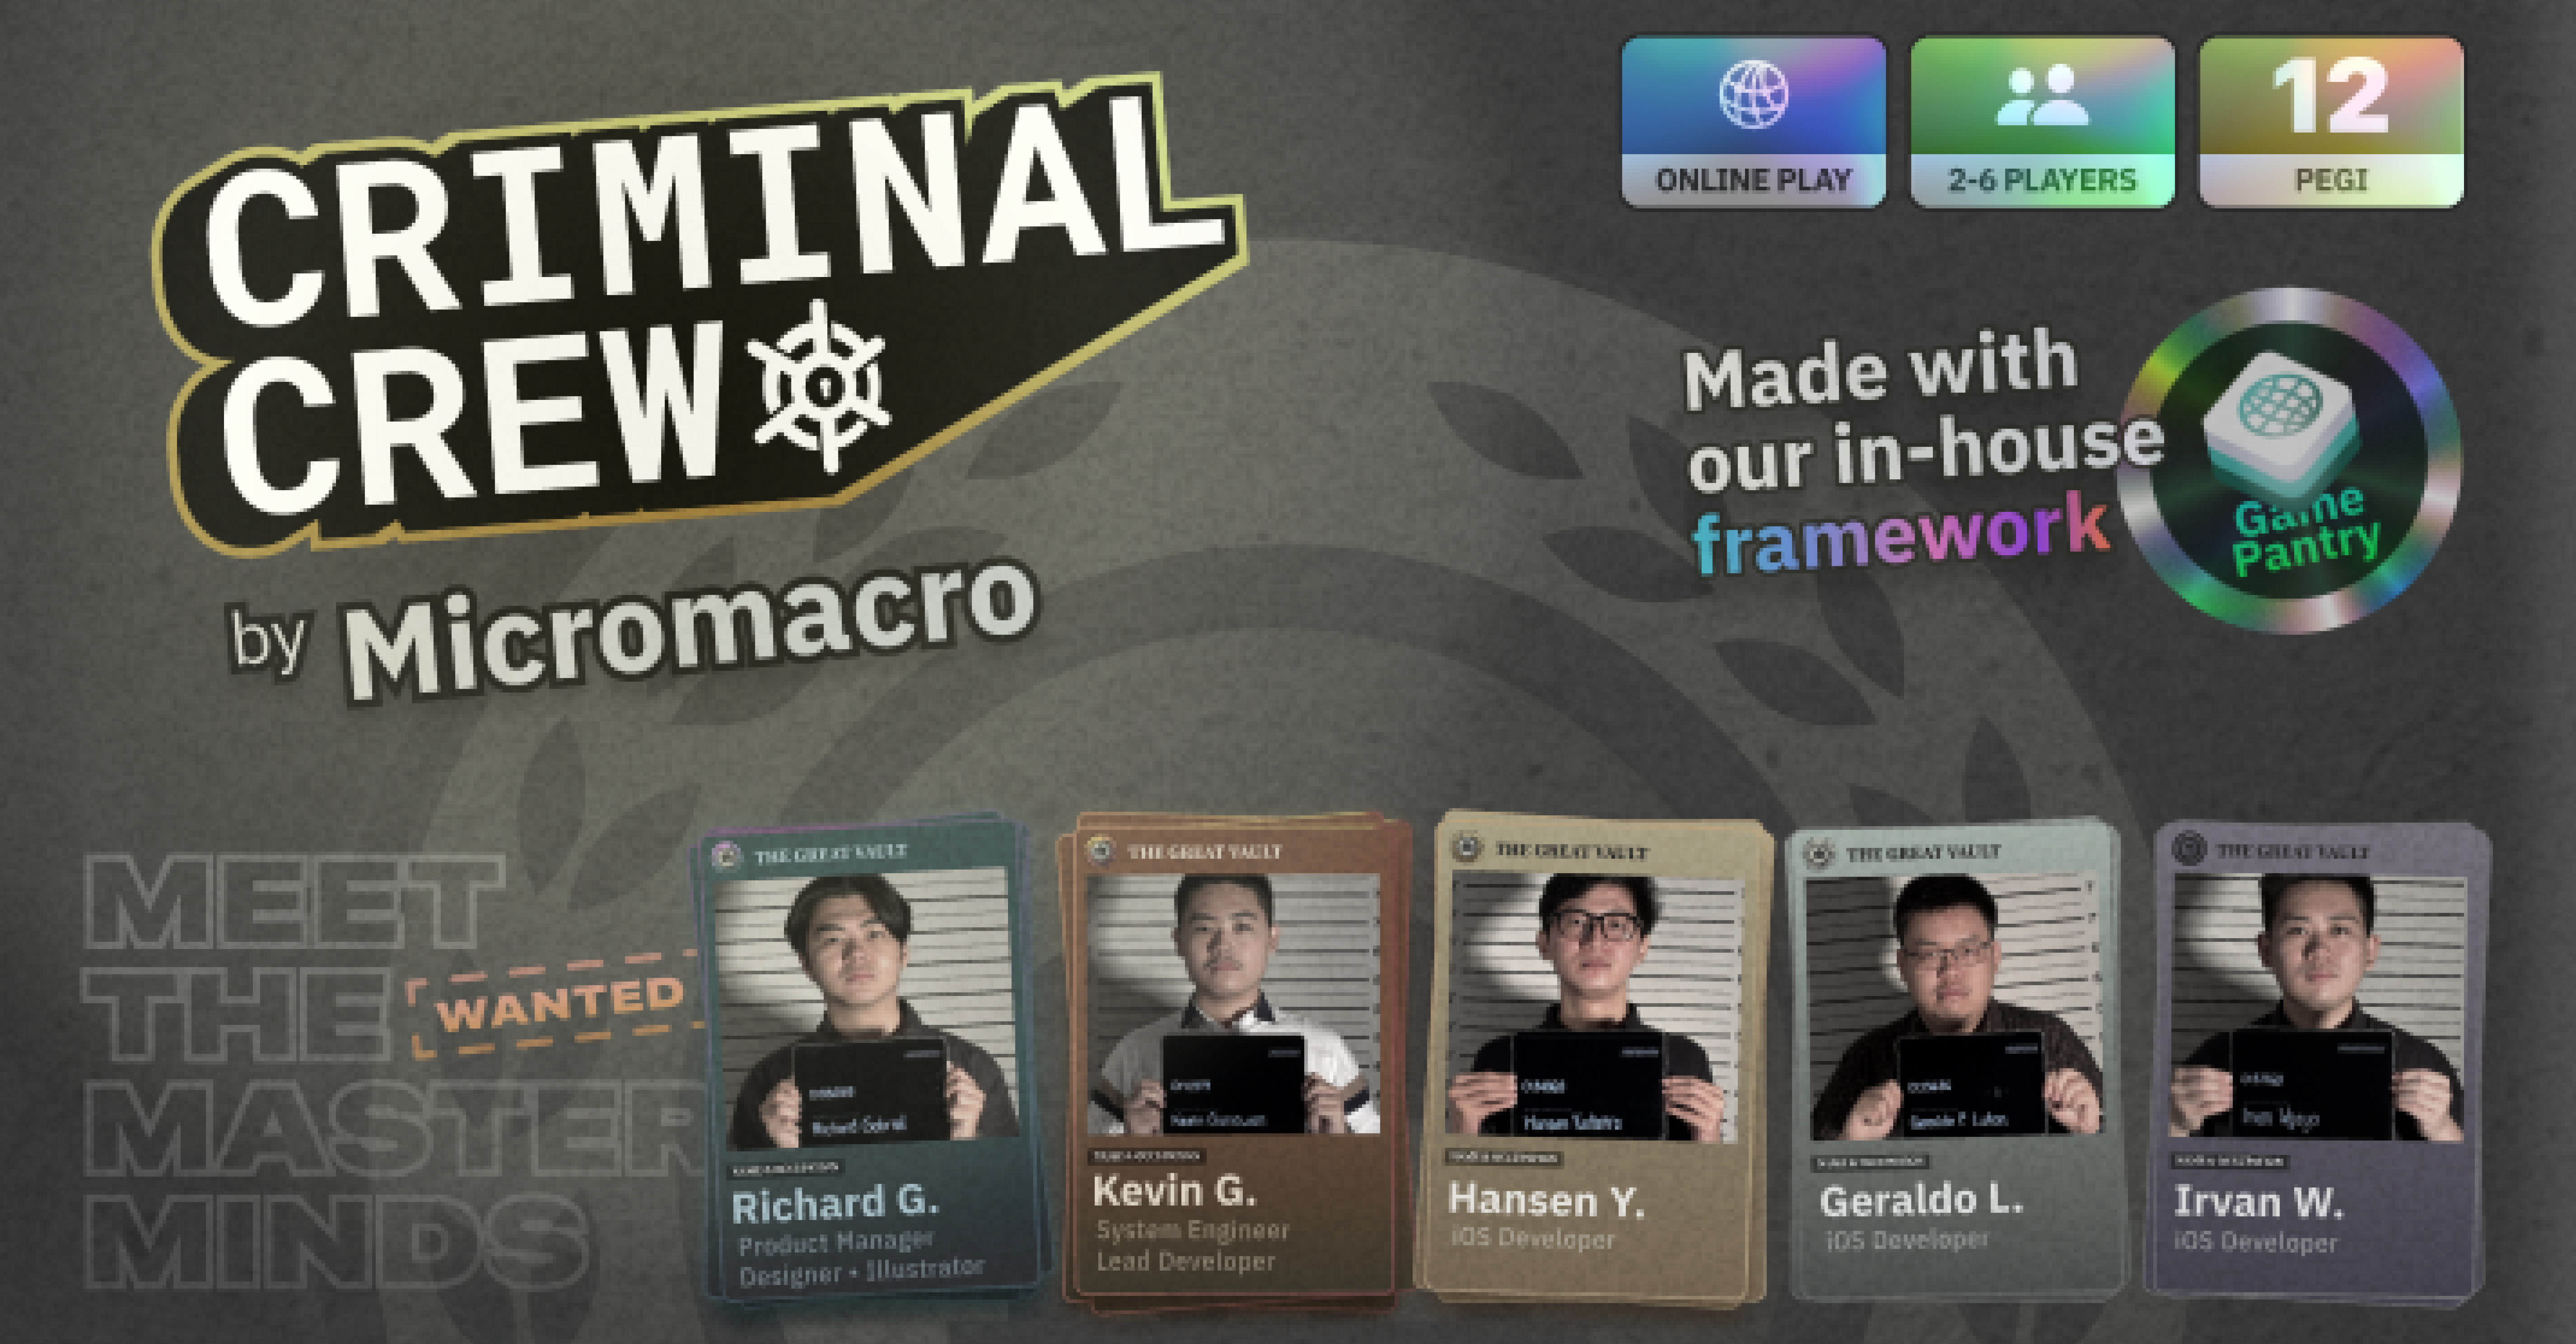 CRIMINAL
CREW
by Micromacro
ONLINE PLAY
2-6 PLAYERS
12
PEGI
Made with
our in-house
framework
Game
Pantry
MEET
THE
MASTER
MINDS
WANTED
THE GREAT VAULT
Richard G.
Product Manager
Designer + Illustrator
THE GREAT VAULT
Kevin G.
System Engineer
Lead Developer
THE GREAT VAULT
Hansen Y.
iOS Developer
THE GREAT VAULT
Geraldo L.
iOS Developer
THE GREAT VAULT
Irvan W.
iOS Developer